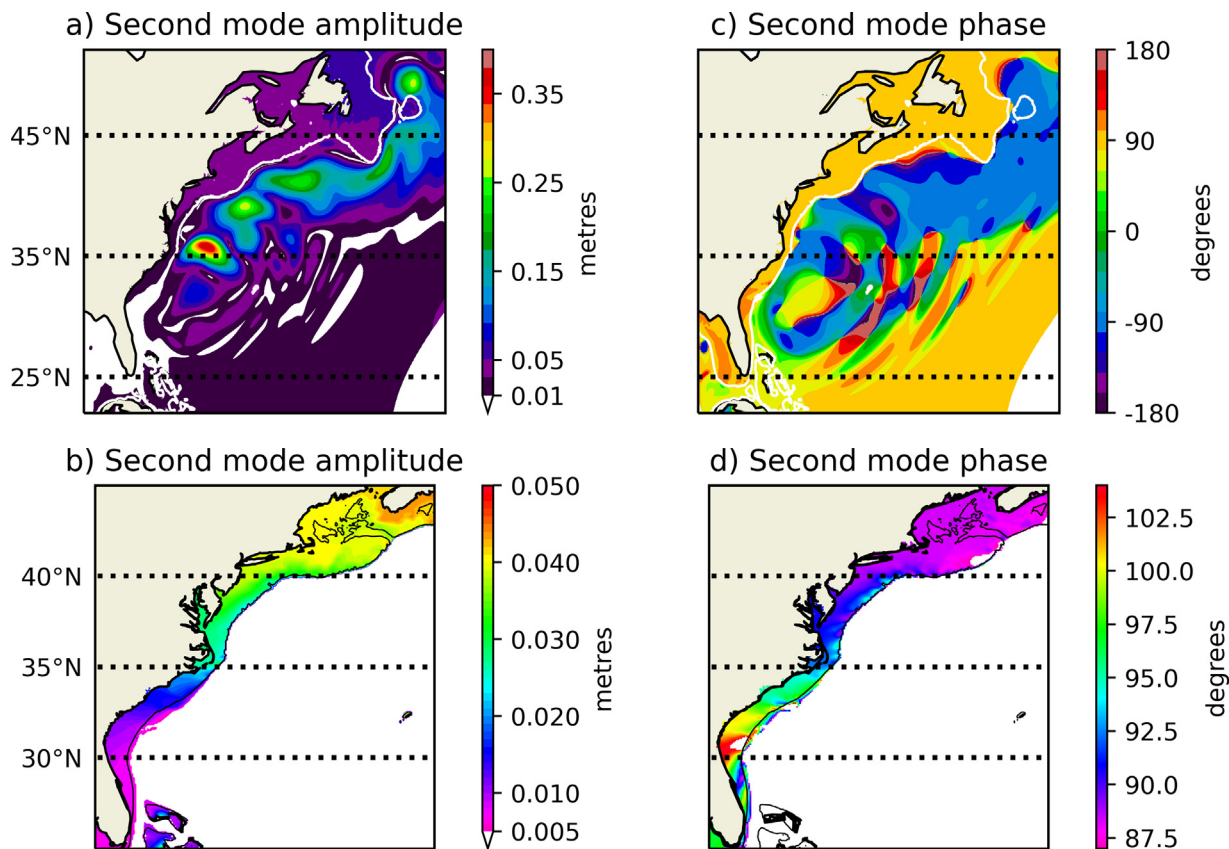 a) Second mode amplitude
45°N
35°N
25°N
0.35
0.25
0.15
0.05
0.01
metres
c) Second mode phase
180
90
0
-90
-180
degrees
b) Second mode amplitude
40°N
35°N
30°N
0.050
0.040
0.030
0.020
0.010
0.005
metres
d) Second mode phase
102.5
100.0
97.5
95.0
92.5
90.0
87.5
degrees